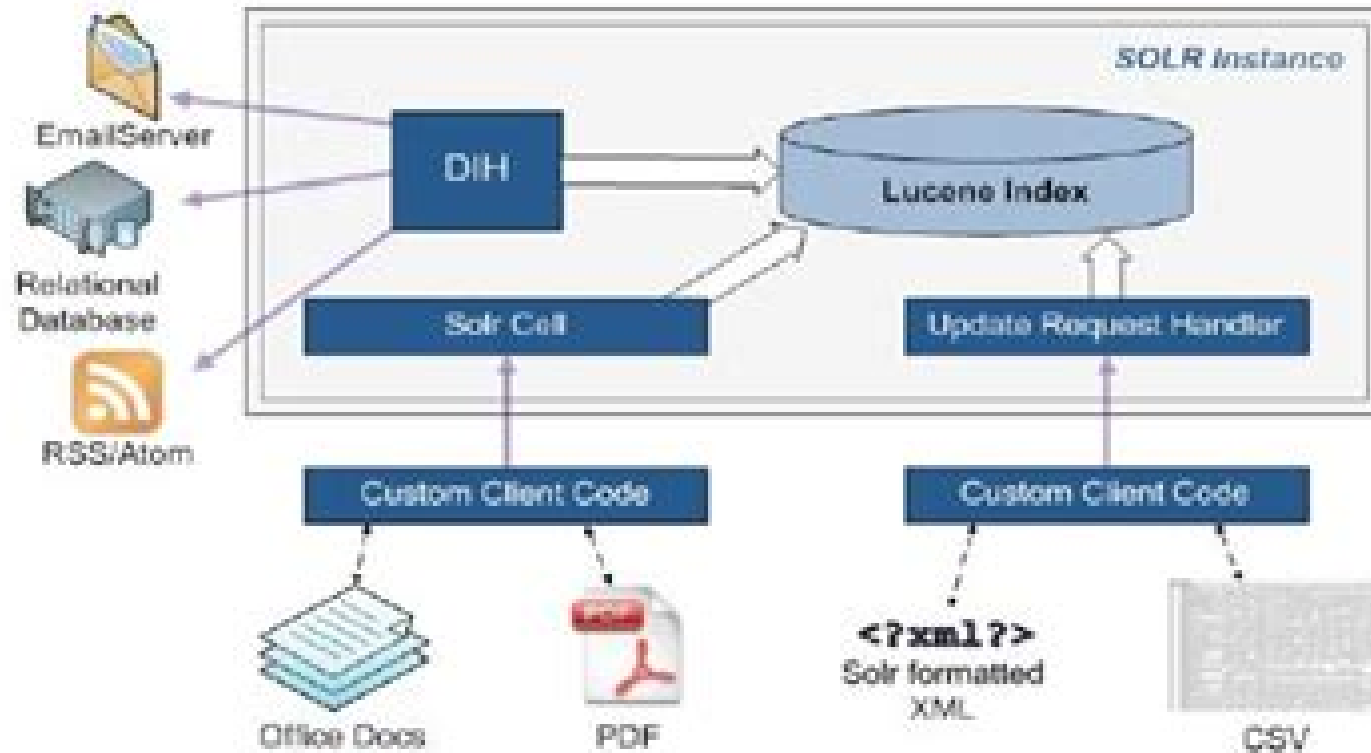 SOLR Instance
EmailServer
DIH
Lucene Index
Relational
Database
Solr Cell
Update Request Handler
RSS/Atom
Custom Client Code
Custom Client Code
PDF
<?xml?>
Solr formatted
XML
Office Docs
PDF
CSV